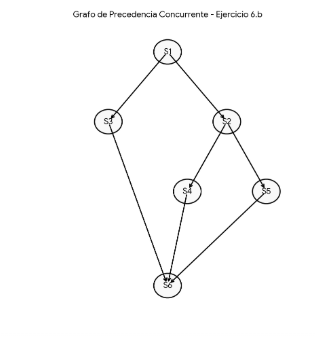 Grafo de Precedencia Concurrente - Ejercicio 6.b
S1
S3
S2
S4
S5
S6